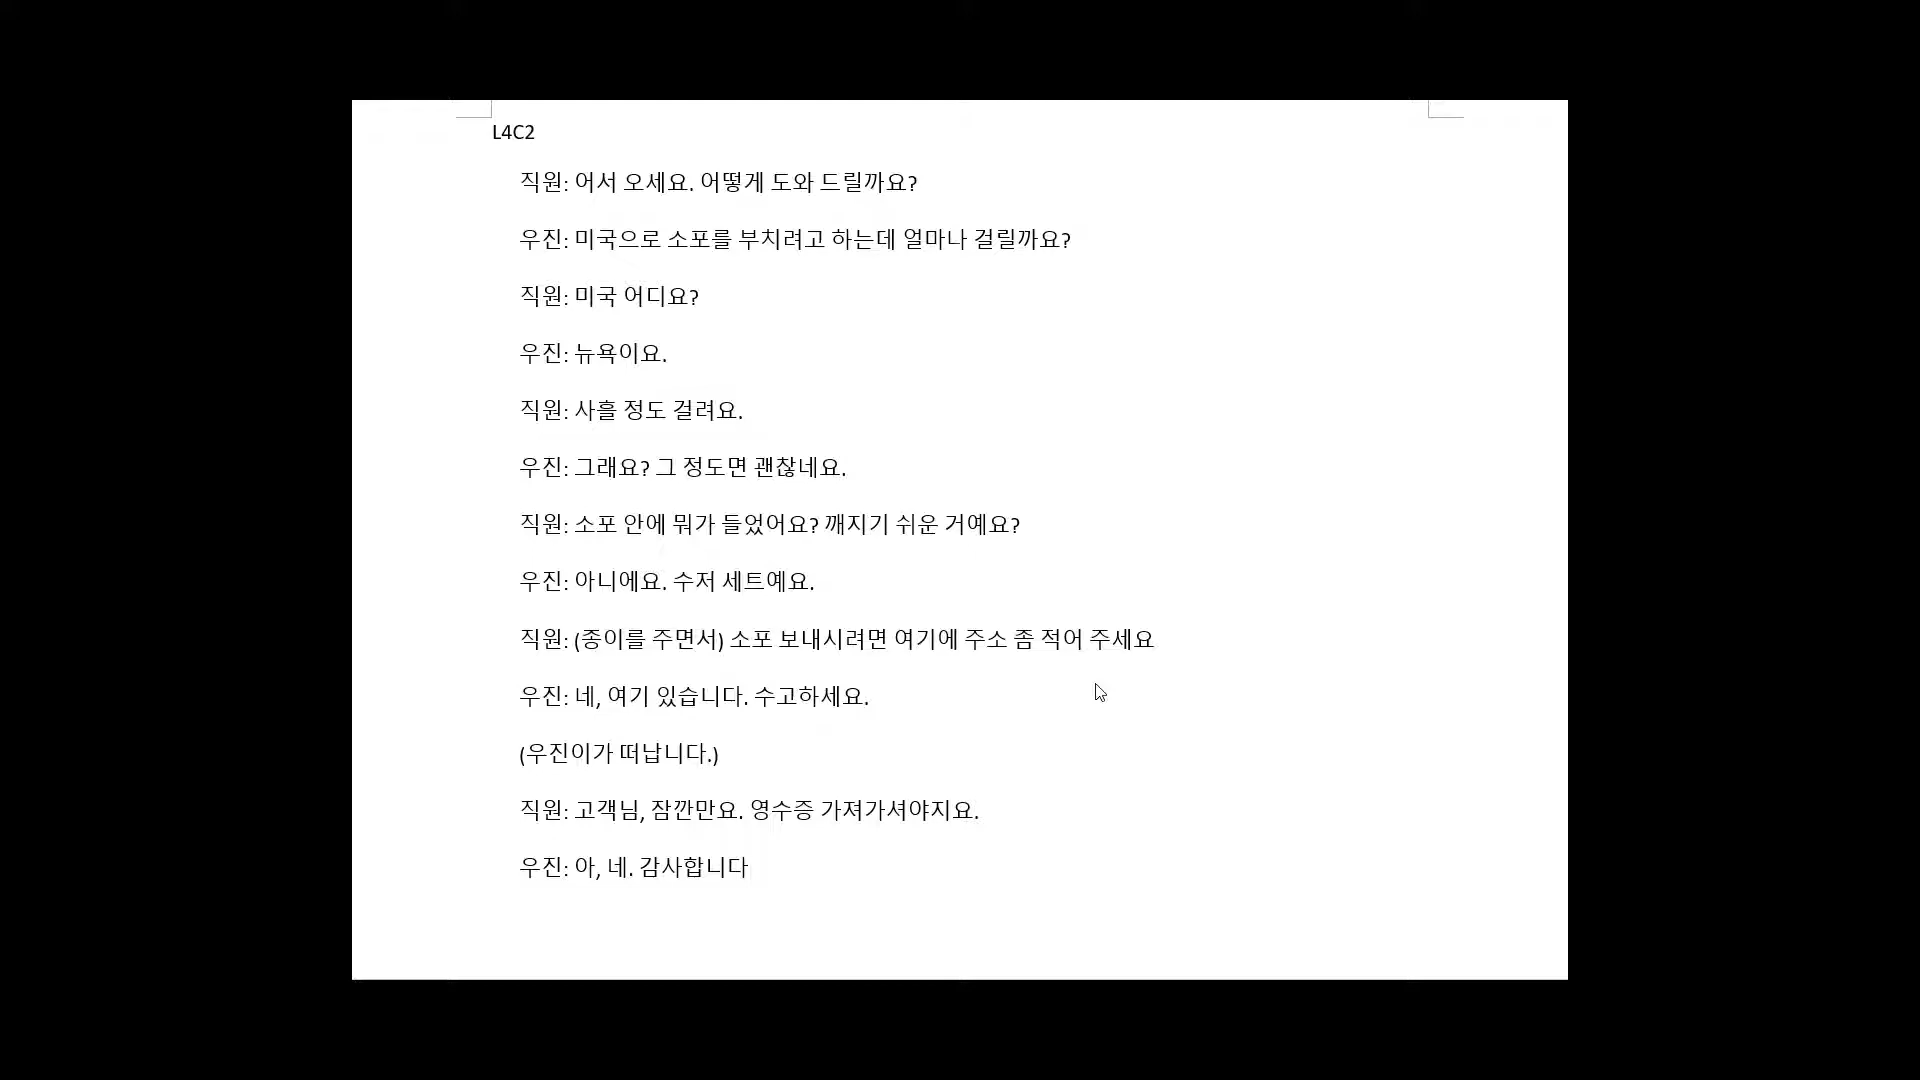 L4C2
직원: 어서 오세요. 어떻게 도와 드릴까요?
우진: 미국으로 소포를 부치려고 하는데 얼마나 걸릴까요?
직원: 미국 어디요?
우진: 뉴욕이요.
직원: 사흘 정도 걸려요.
우진: 그래요? 그 정도면 괜찮네요.
직원: 소포 안에 뭐가 들었어요? 깨지기 쉬운 거예요?
우진: 아니에요. 수저 세트예요.
직원: (종이를 주면서) 소포 보내시려면 여기에 주소 좀 적어 주세요
우진: 네, 여기 있습니다. 수고하세요.
(우진이가 떠납니다.)
직원: 고객님, 잠깐만요. 영수증 가져가셔야지요.
우진: 아, 네. 감사합니다